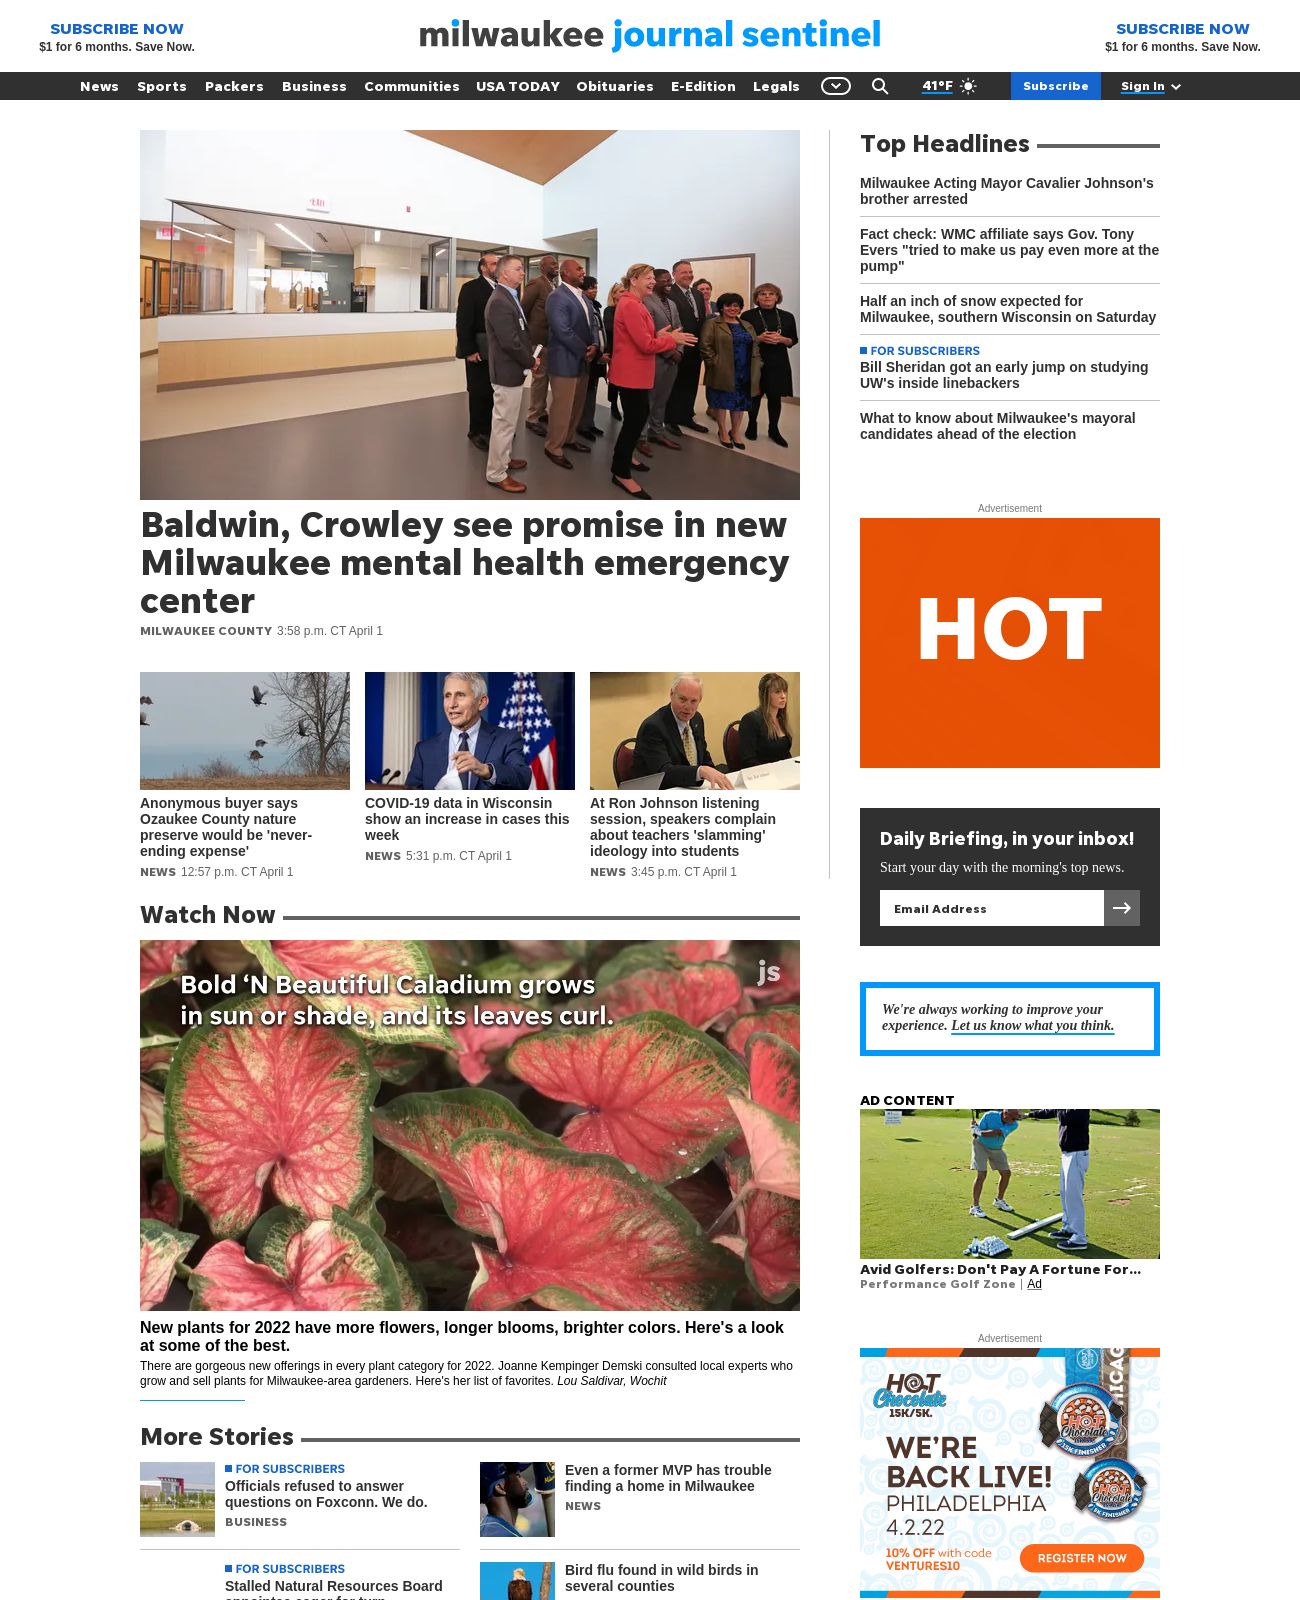 SUBSCRIBE NOW
$1 for 6 months. Save Now.
milwaukee journal sentinel
SUBSCRIBE NOW
$1 for 6 months. Save Now.
News Sports Packers Business Communities USA TODAY Obituaries E-Edition Legals 41°F Subscribe Sign In
Baldwin, Crowley see promise in new
Milwaukee mental health emergency
center
MILWAUKEE COUNTY 3:58 p.m. CT April 1
Anonymous buyer says
Ozaukee County nature
preserve would be 'never-
ending expense'
NEWS 12:57 p.m. CT April 1
COVID-19 data in Wisconsin
show an increase in cases this
week
NEWS 5:31 p.m. CT April 1
At Ron Johnson listening
session, speakers complain
about teachers 'slamming'
ideology into students
NEWS 3:45 p.m. CT April 1
Top Headlines
Milwaukee Acting Mayor Cavalier Johnson's
brother arrested
Fact check: WMC affiliate says Gov. Tony
Evers "tried to make us pay even more at the
pump"
Half an inch of snow expected for
Milwaukee, southern Wisconsin on Saturday
FOR SUBSCRIBERS
Bill Sheridan got an early jump on studying
UW's inside linebackers
What to know about Milwaukee's mayoral
candidates ahead of the election
Advertisement
HOT
Daily Briefing, in your inbox!
Start your day with the morning's top news.
Email Address
We're always working to improve your
experience. Let us know what you think.
AD CONTENT
Avid Golfers: Don't Pay A Fortune For...
Performance Golf Zone | Ad
Advertisement
HOT
Chocolate
15K/5K.
WE'RE
BACK LIVE!
PHILADELPHIA
4.2.22
10% OFF with code
VENTURES10
REGISTER NOW
HOT
Chocolate
15K FINISHER
HOT
Chocolate
5K FINISHER
Watch Now
js
Bold ‘N Beautiful Caladium grows
in sun or shade, and its leaves curl.
New plants for 2022 have more flowers, longer blooms, brighter colors. Here's a look
at some of the best.
There are gorgeous new offerings in every plant category for 2022. Joanne Kempinger Demski consulted local experts who
grow and sell plants for Milwaukee-area gardeners. Here's her list of favorites. Lou Saldivar, Wochit
More Stories
FOR SUBSCRIBERS
Officials refused to answer
questions on Foxconn. We do.
BUSINESS
Even a former MVP has trouble
finding a home in Milwaukee
NEWS
FOR SUBSCRIBERS
Stalled Natural Resources Board
Bird flu found in wild birds in
several counties